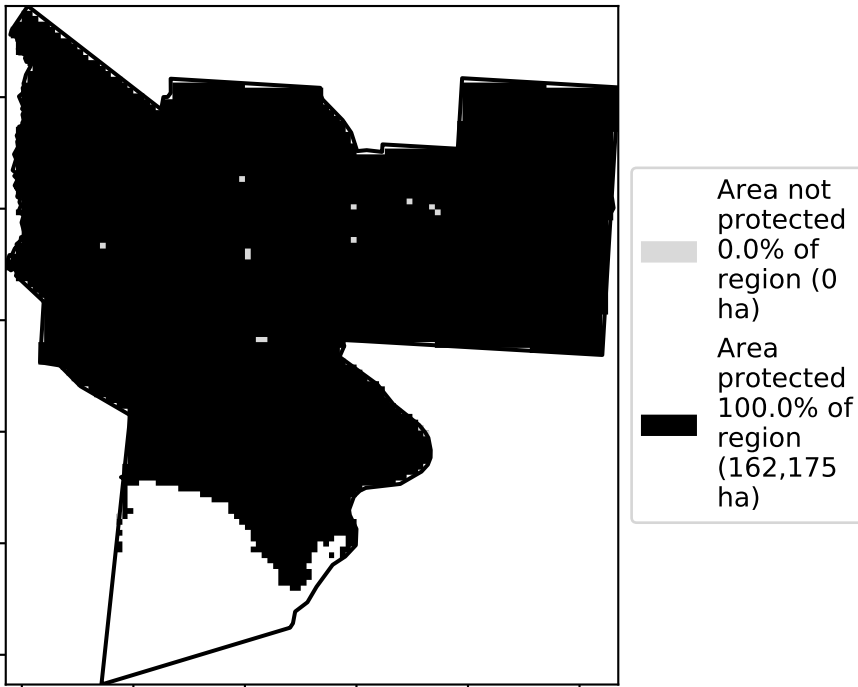 Area not
protected
0.0% of
region (0
ha)
Area
protected
100.0% of
region
(162,175
ha)